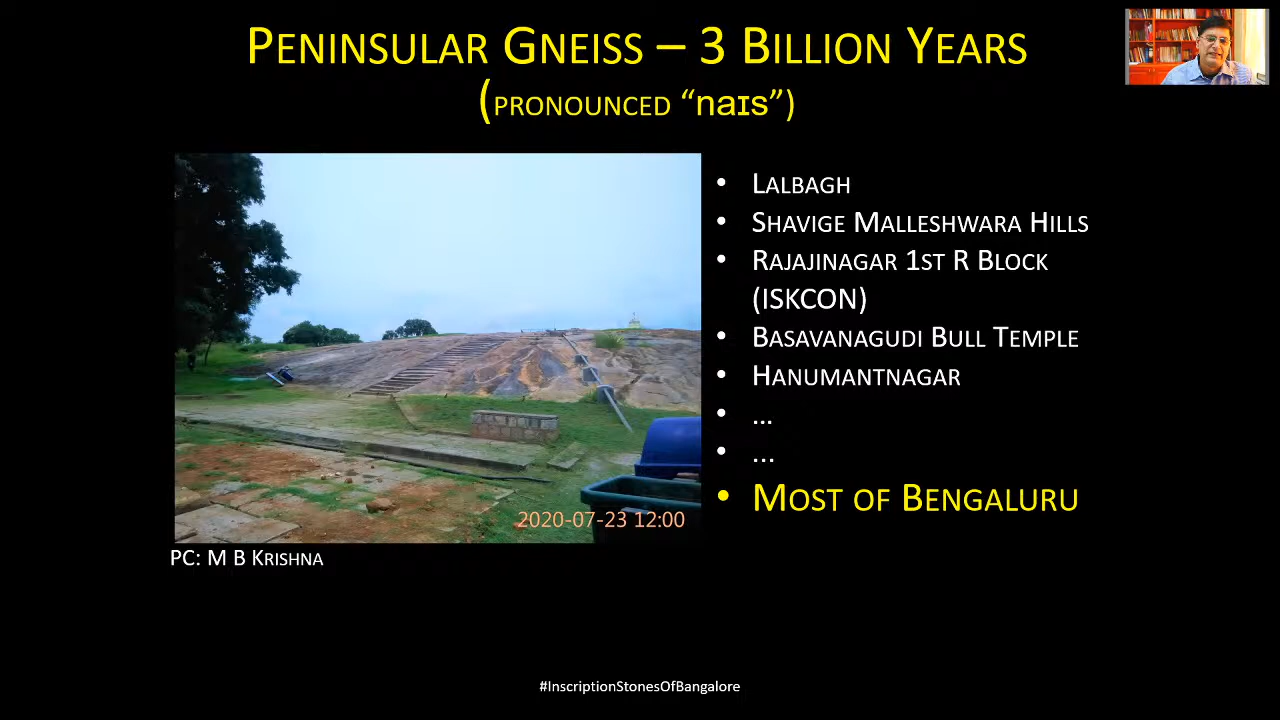 Peninsular Gneiss – 3 Billion Years
(pronounced “naɪs”)
• Lalbagh
• Shavige Malleshwara Hills
• Rajajinagar 1st R Block
(ISKCON)
• Basavanagudi Bull Temple
• Hanumantnagar
• ...
• ...
• Most of Bengaluru
2020-07-23 12:00
PC: M B Krishna
#InscriptionStonesOfBangalore